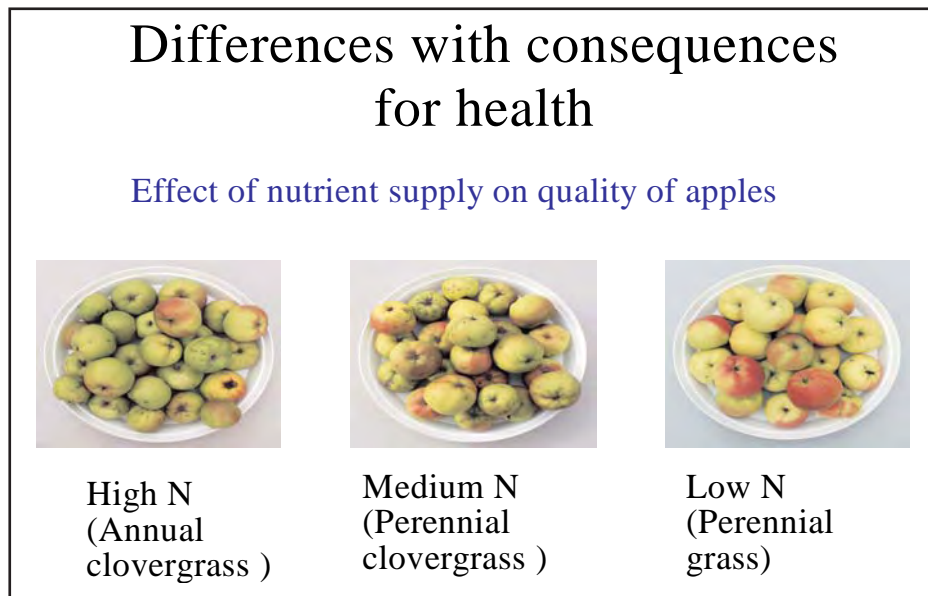 Differences with consequences
for health
Effect of nutrient supply on quality of apples
High N
(Annual
clovergrass )
Medium N
(Perennial
clovergrass )
Low N
(Perennial
grass)